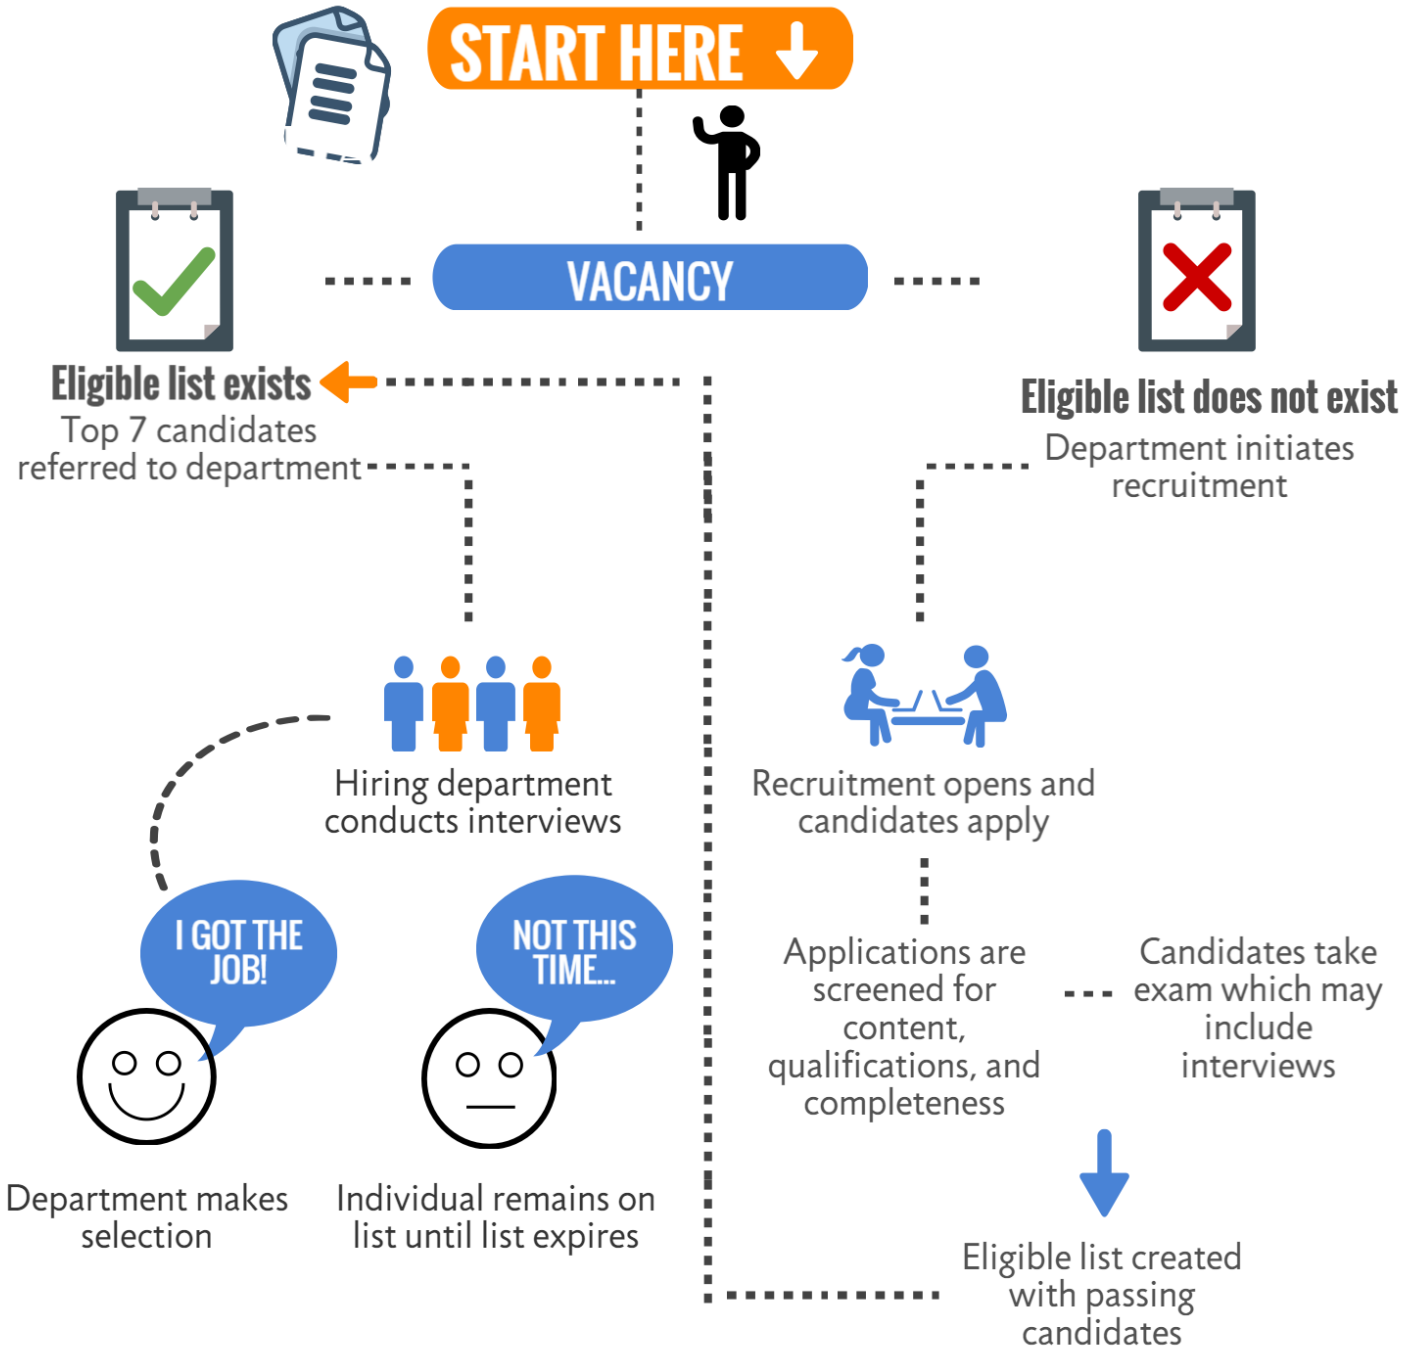 START HERE
VACANCY
Eligible list exists
Top 7 candidates
referred to department
Eligible list does not exist
Department initiates
recruitment
Hiring department
conducts interviews
Recruitment opens and
candidates apply
I GOT THE
JOB!
NOT THIS
TIME...
Applications are
screened for
content,
qualifications, and
completeness
Candidates take
exam which may
include
interviews
Department makes
selection
Individual remains on
list until list expires
Eligible list created
with passing
candidates